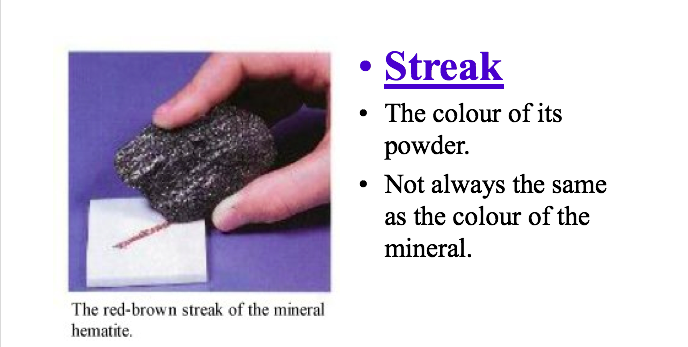 • Streak
• The colour of its
powder.
• Not always the same
as the colour of the
mineral.
The red-brown streak of the mineral
hematite.